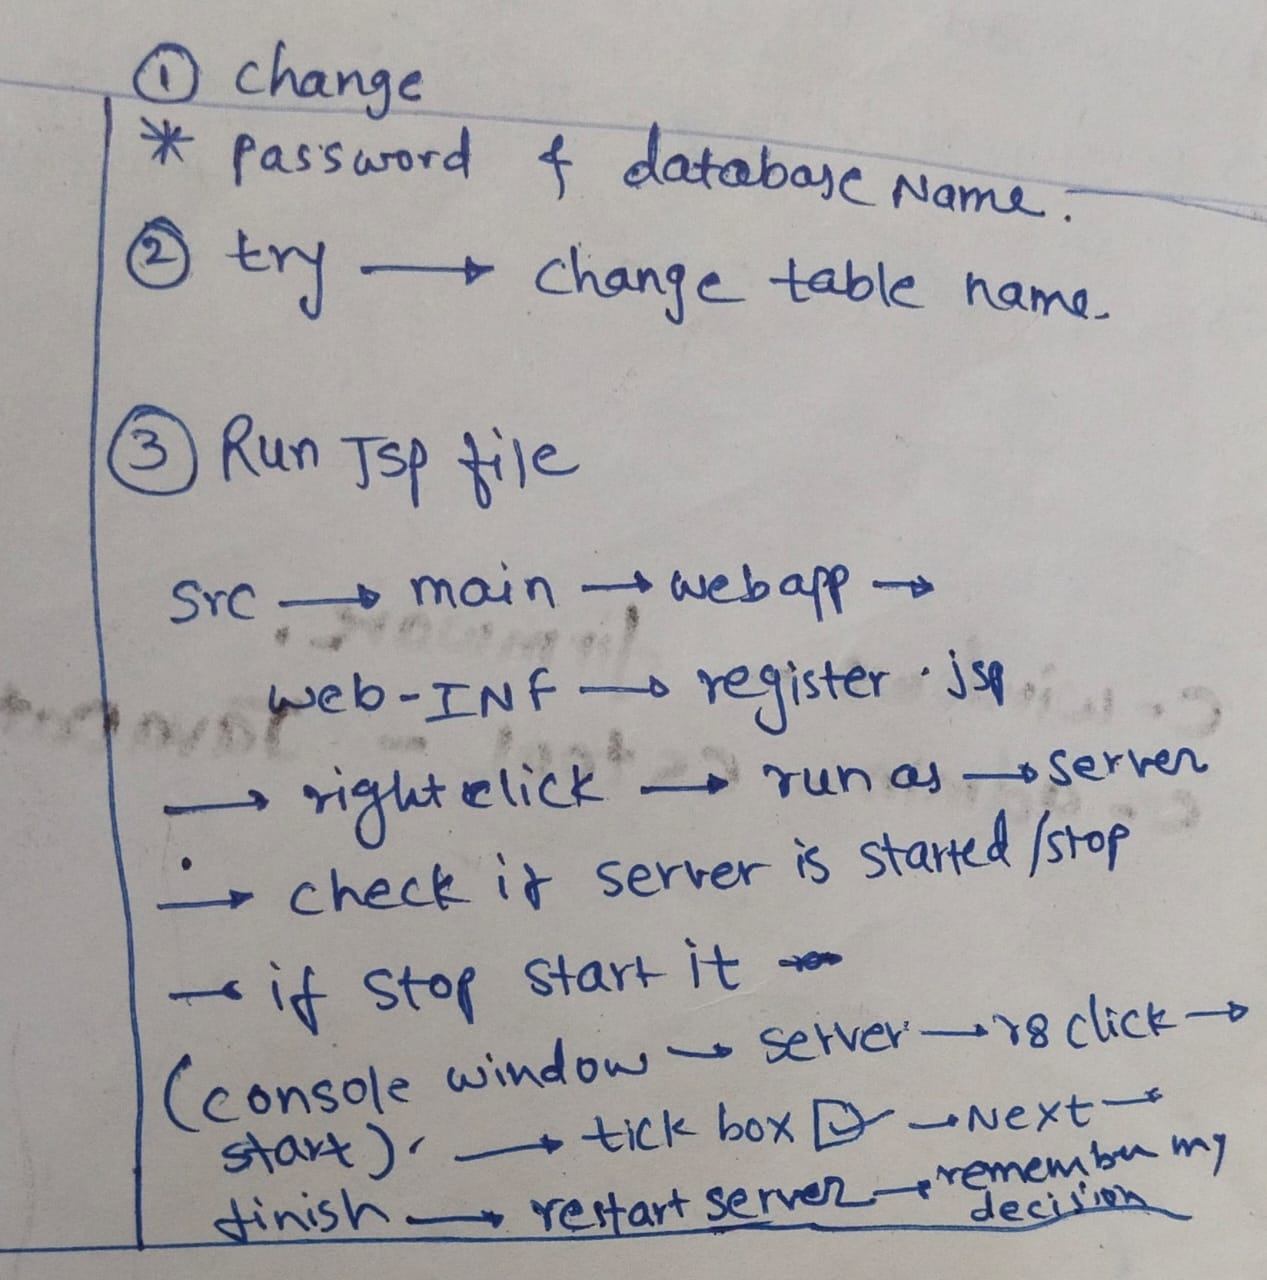 ① change
* password & database Name.
② try → change table name.
③ Run Jsp file
src → main → webapp →
web-INF → register.jsp
→ right click → run as → server
→ check if server is started/stop
→ if stop start it
(console window → server → rg click →
start). → tick box ☑ → Next →
finish → restart server → remember my
decision